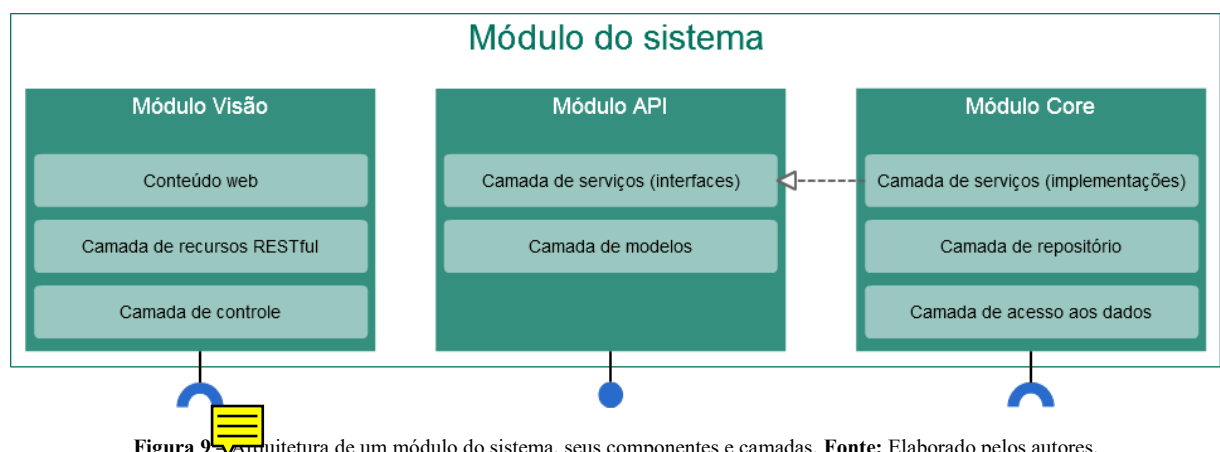 Módulo do sistema
Módulo Visão
Conteúdo web
Camada de recursos RESTful
Camada de controle
Módulo API
Camada de serviços (interfaces)
Camada de modelos
Módulo Core
Camada de serviços (implementações)
Camada de repositório
Camada de acesso aos dados
Figura 9 Arquitetura de um módulo do sistema, seus componentes e camadas. Fonte: Elaborado pelos autores.